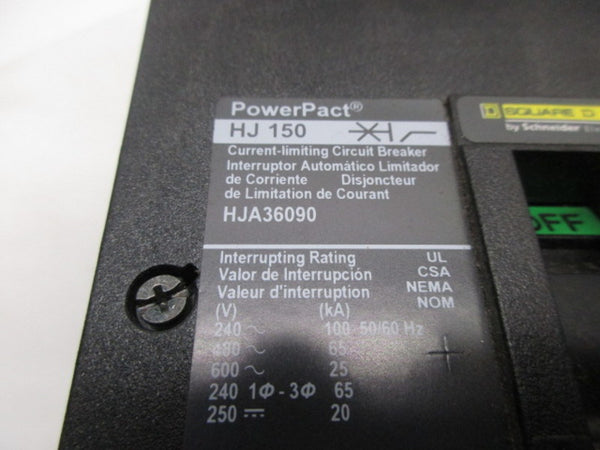 PowerPact®
HJ 150
Current-limiting Circuit Breaker
Interruptor Automático Limitador
de Corriente Disjoncteur
de Limitation de Courant
HJA36090
Interrupting Rating UL
Valor de Interrupción CSA
Valeur d'interruption NEMA
(V) (kA) NOM
240 ~ 100 50/60 Hz
480 ~ 65
600 ~ 25
240 1Φ - 3Φ 65
250 ⎓ 20
SQUARE D
by Schneider
OFF